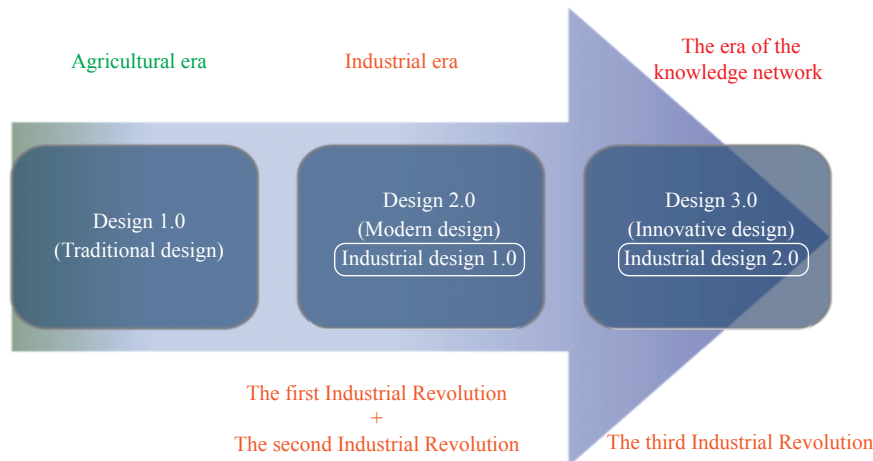 Agricultural era
Industrial era
The era of the
knowledge network
Design 1.0
(Traditional design)
Design 2.0
(Modern design)
Industrial design 1.0
Design 3.0
(Innovative design)
Industrial design 2.0
The first Industrial Revolution
+
The second Industrial Revolution
The third Industrial Revolution